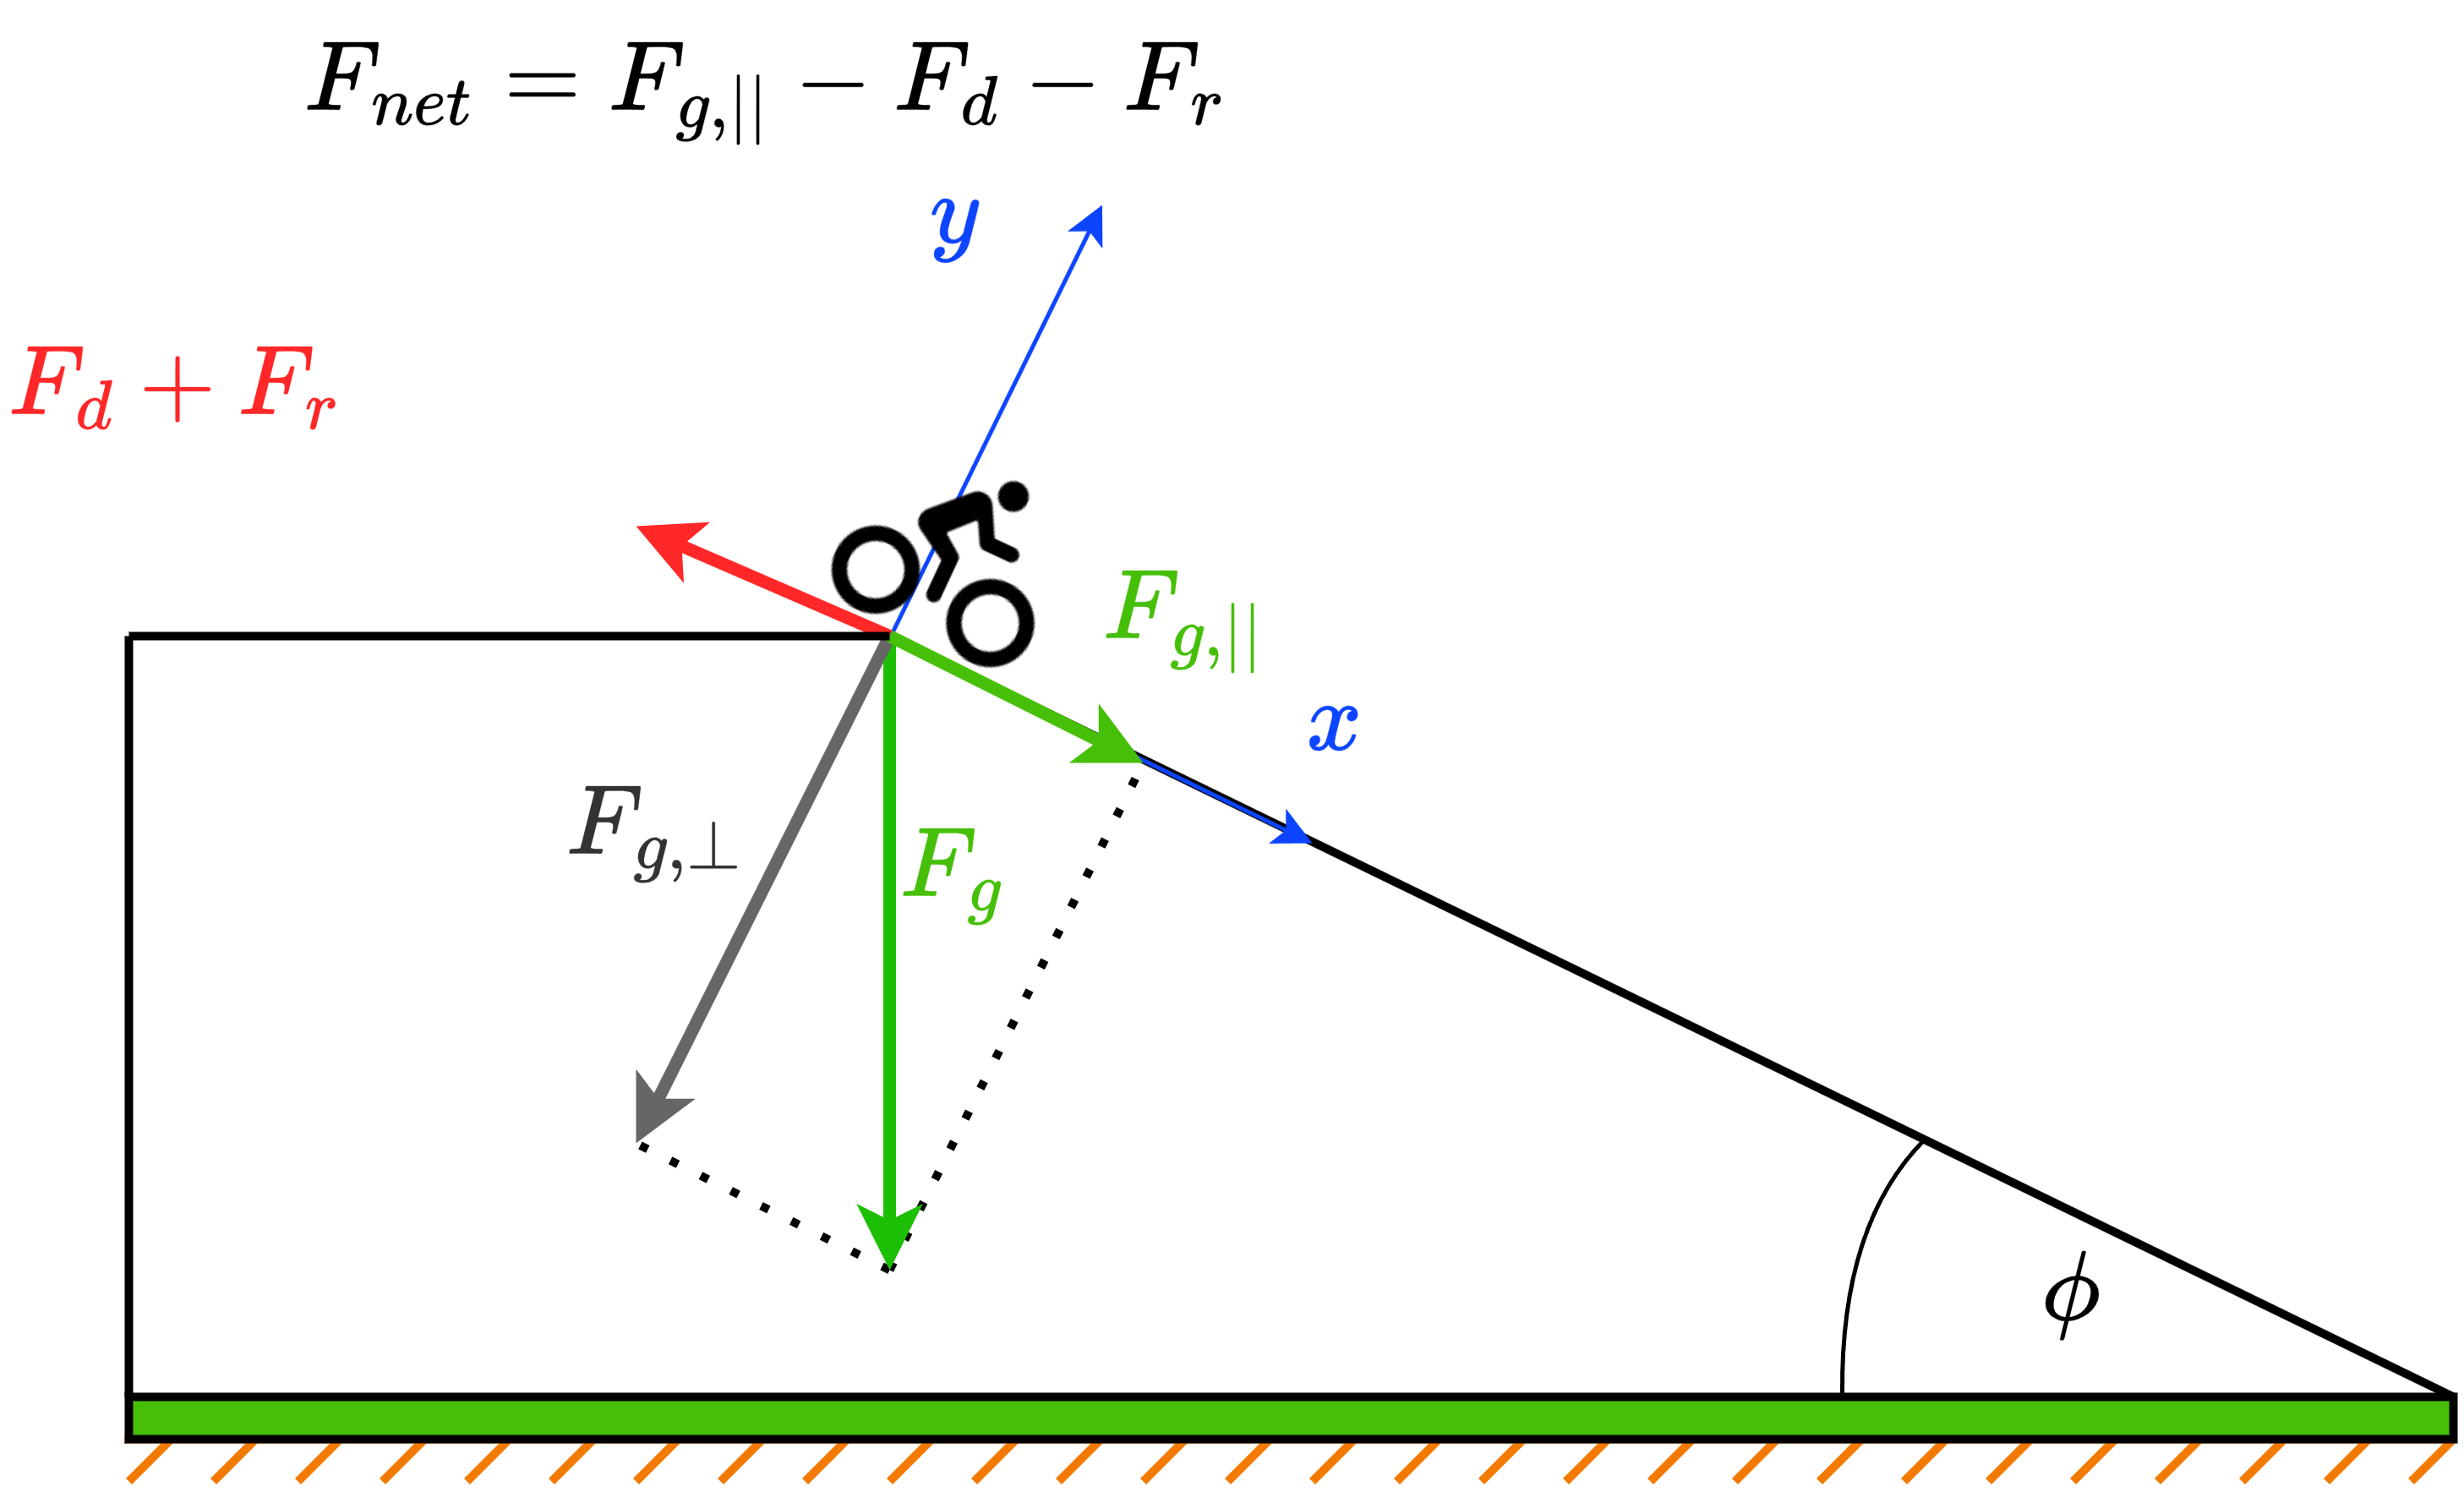 F_net = F_g,|| − F_d − F_r
y
F_d + F_r
F_g,||
x
F_g,⊥
F_g
ϕ